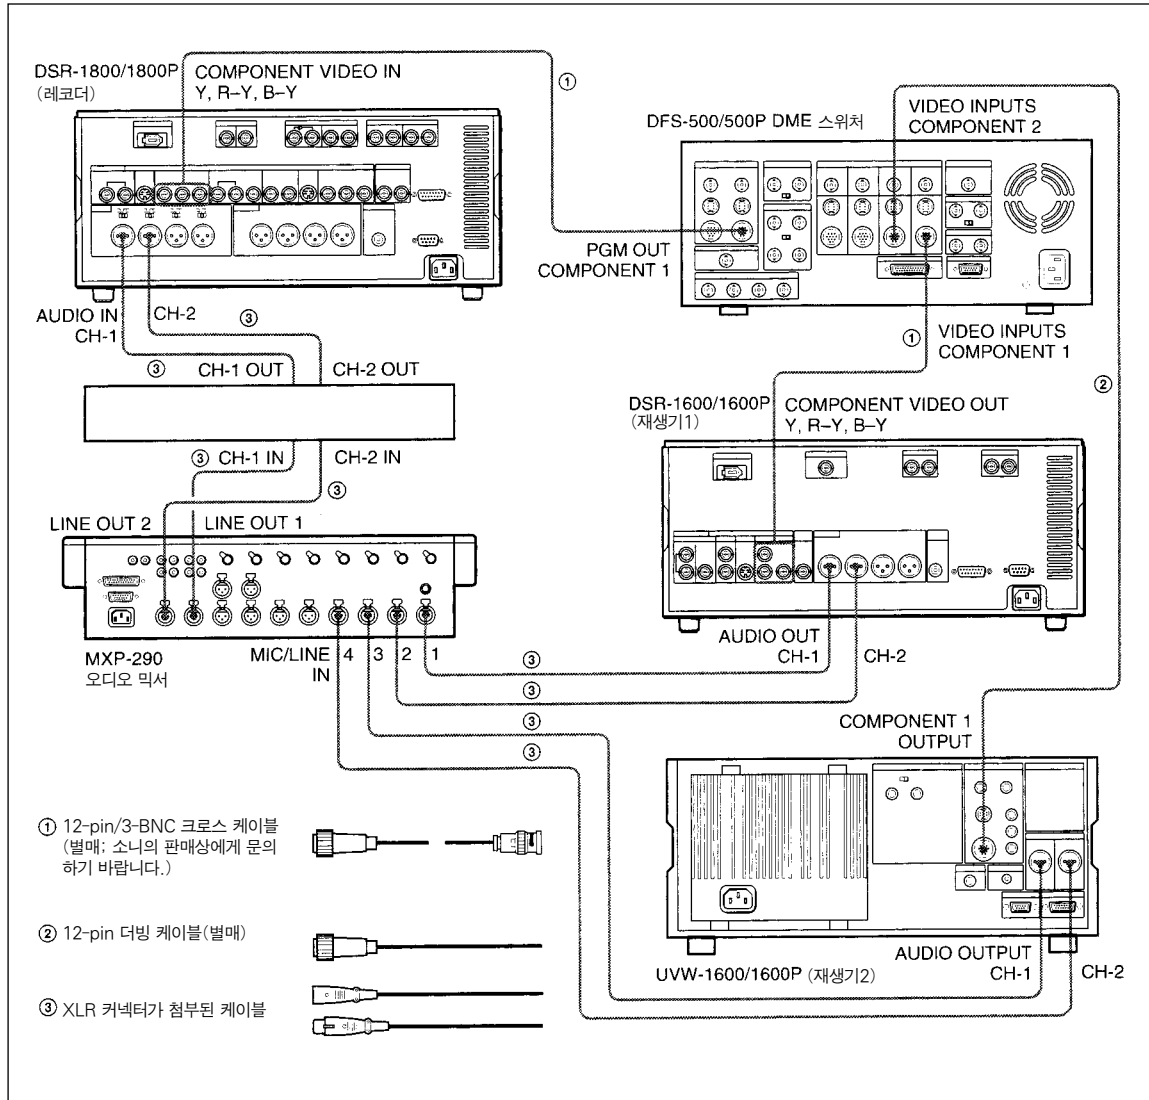 DSR-1800/1800P
(레코더)
COMPONENT VIDEO IN
Y, R–Y, B–Y
①
DFS-500/500P DME 스위처
VIDEO INPUTS
COMPONENT 2
PGM OUT
COMPONENT 1
AUDIO IN
CH-1
CH-2
③
③
CH-1 OUT
CH-2 OUT
①
VIDEO INPUTS
COMPONENT 1
②
DSR-1600/1600P
(재생기1)
COMPONENT VIDEO OUT
Y, R–Y, B–Y
③
CH-1 IN
CH-2 IN
③
LINE OUT 2
LINE OUT 1
MXP-290
오디오 믹서
MIC/LINE
IN
4
3
2
1
AUDIO OUT
CH-1
CH-2
③
③
③
③
COMPONENT 1
OUTPUT
AUDIO OUTPUT
CH-1
CH-2
UVW-1600/1600P (재생기2)
① 12-pin/3-BNC 크로스 케이블
(별매; 소니의 판매상에게 문의
하기 바랍니다.)
② 12-pin 더빙 케이블(별매)
③ XLR 커넥터가 첨부된 케이블